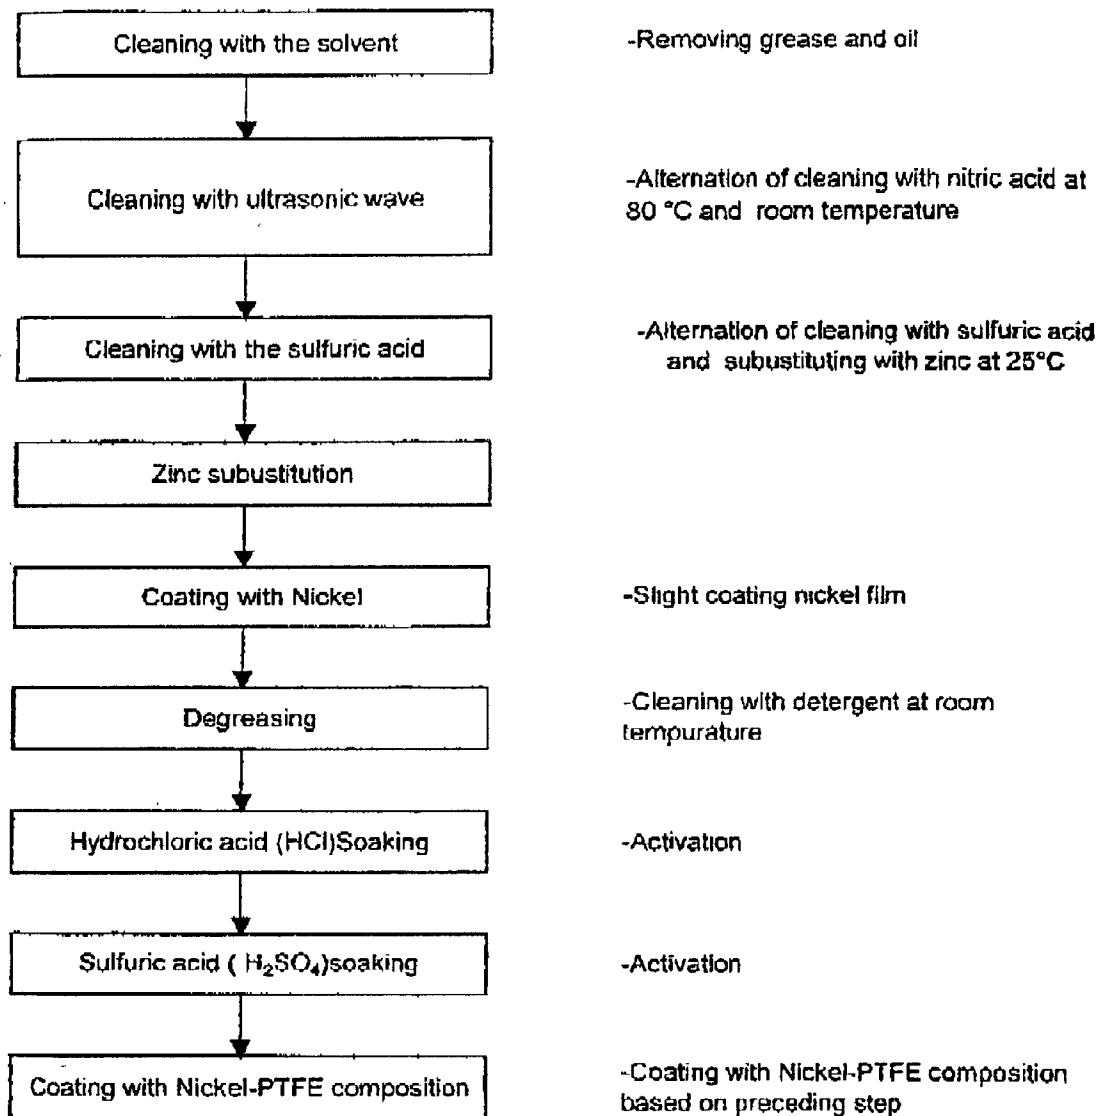 Cleaning with the solvent
-Removing grease and oil
Cleaning with ultrasonic wave
-Alternation of cleaning with nitric acid at
80 °C and room temperature
Cleaning with the sulfuric acid
-Alternation of cleaning with sulfuric acid
and subustituting with zinc at 25°C
Zinc subustitution
Coating with Nickel
-Slight coating nickel film
Degreasing
-Cleaning with detergent at room
tempurature
Hydrochloric acid (HCl)Soaking
-Activation
Sulfuric acid ( H₂SO₄)soaking
-Activation
Coating with Nickel-PTFE composition
-Coating with Nickel-PTFE composition
based on preceding step